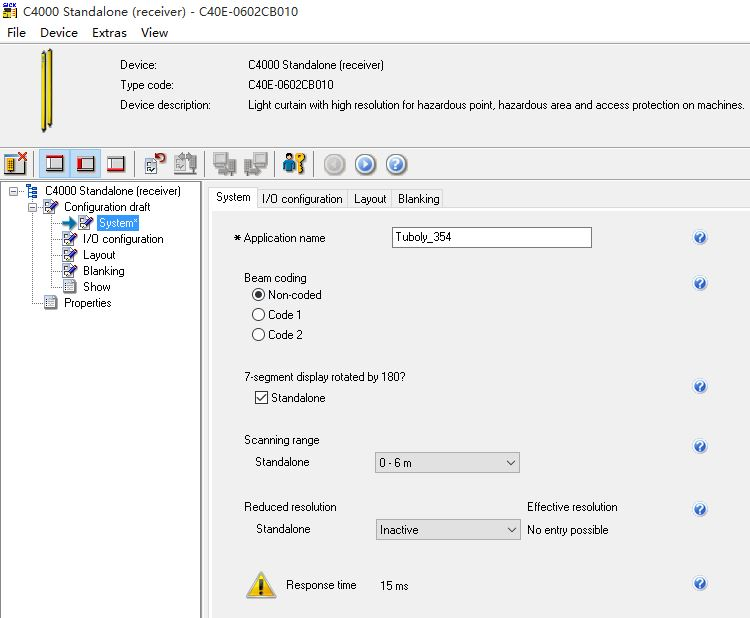 SICK
C4000 Standalone (receiver) - C40E-0602CB010
File Device Extras View
Device: C4000 Standalone (receiver)
Type code: C40E-0602CB010
Device description: Light curtain with high resolution for hazardous point, hazardous area and access protection on machines.
C4000 Standalone (receiver)
Configuration draft
System*
I/O configuration
Layout
Blanking
Show
Properties
System I/O configuration Layout Blanking
* Application name Tuboly_354
Beam coding
Non-coded
Code 1
Code 2
7-segment display rotated by 180?
Standalone
Scanning range
Standalone 0 - 6 m
Reduced resolution Effective resolution
Standalone Inactive No entry possible
Response time 15 ms